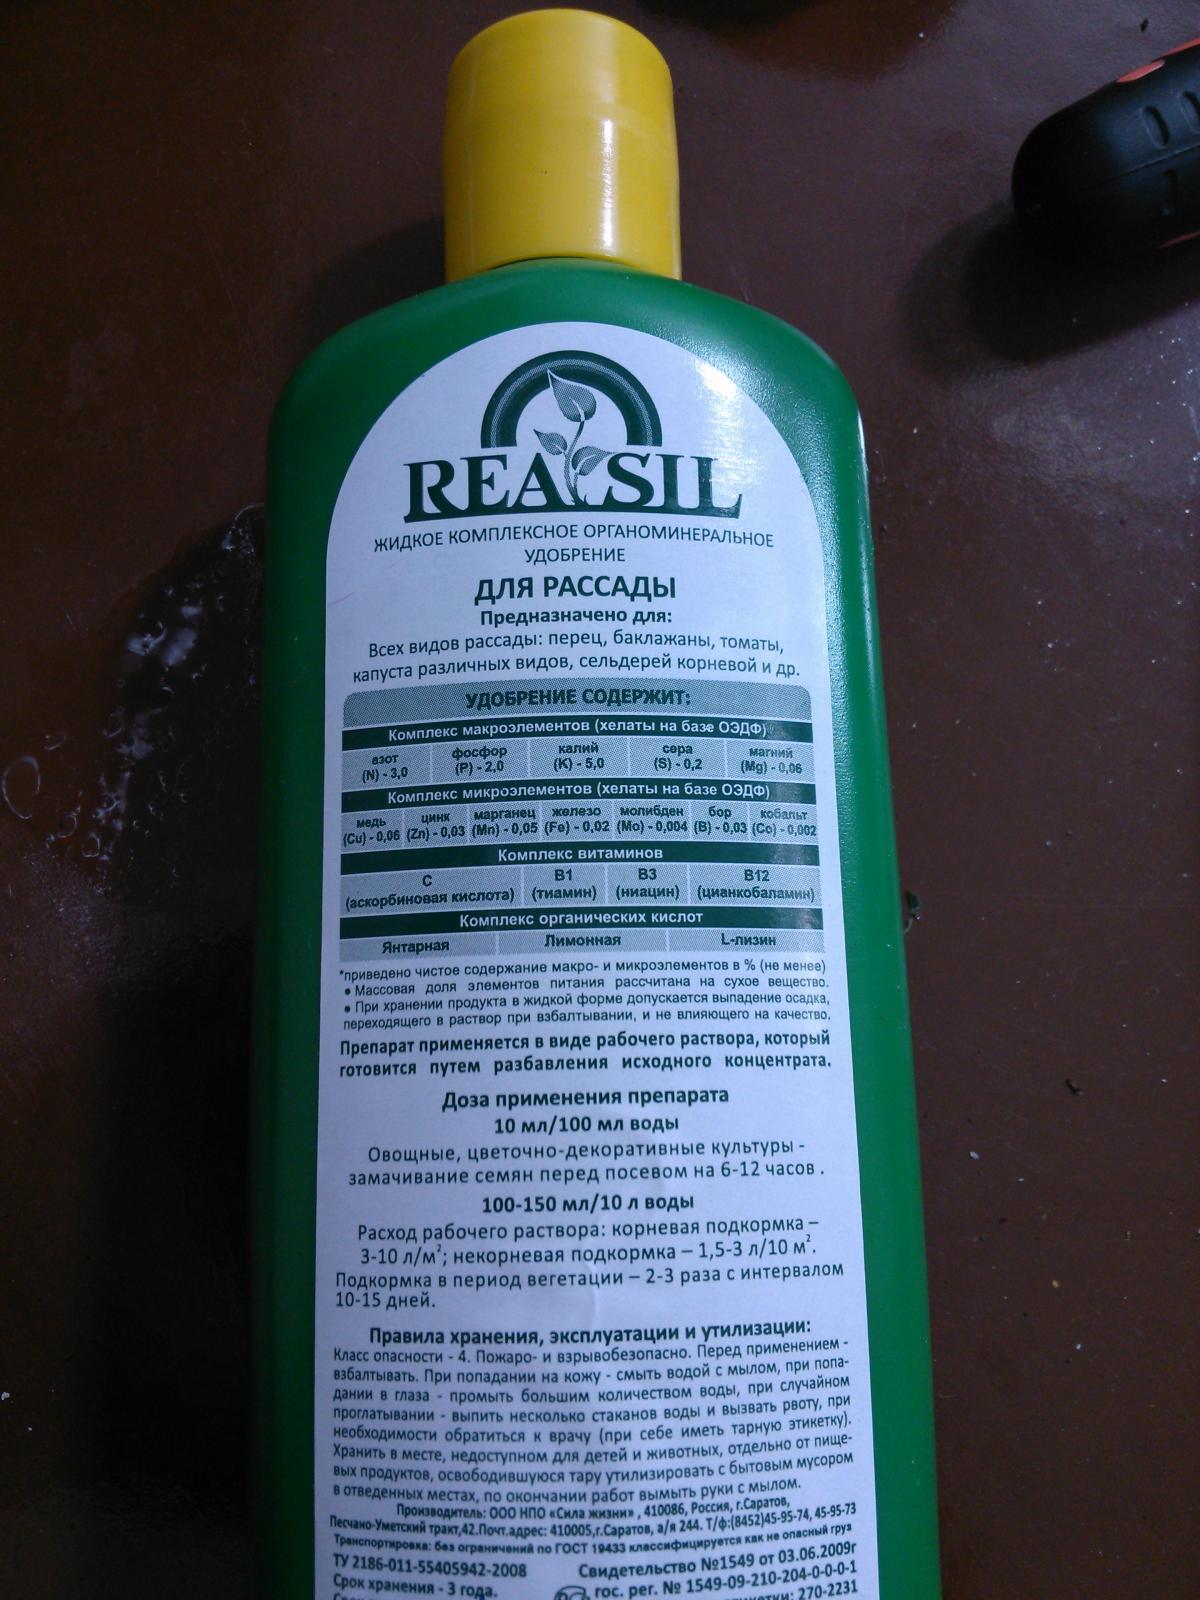 REASIL
ЖИДКОЕ КОМПЛЕКСНОЕ ОРГАНОМИНЕРАЛЬНОЕ
УДОБРЕНИЕ
ДЛЯ РАССАДЫ
Предназначено для:
Всех видов рассады: перец, баклажаны, томаты,
капуста различных видов, сельдерей корневой и др.
УДОБРЕНИЕ СОДЕРЖИТ:
Комплекс макроэлементов (хелаты на базе ОЭДФ)
азот фосфор калий сера магний
(N) - 3,0 (P) - 2,0 (K) - 5,0 (S) - 0,2 (Mg) - 0,06
Комплекс микроэлементов (хелаты на базе ОЭДФ)
медь цинк марганец железо молибден бор кобальт
(Cu) - 0,06 (Zn) - 0,03 (Mn) - 0,05 (Fe) - 0,02 (Mo) - 0,004 (B) - 0,03 (Co) - 0,002
Комплекс витаминов
C B1 B3 B12
(аскорбиновая кислота) (тиамин) (ниацин) (цианкобаламин)
Комплекс органических кислот
Янтарная Лимонная L-лизин
*приведено чистое содержание макро- и микроэлементов в % (не менее)
• Массовая доля элементов питания рассчитана на сухое вещество.
• При хранении продукта в жидкой форме допускается выпадение осадка,
переходящего в раствор при взбалтывании, и не влияющего на качество.
Препарат применяется в виде рабочего раствора, который
готовится путем разбавления исходного концентрата.
Доза применения препарата
10 мл/100 мл воды
Овощные, цветочно-декоративные культуры -
замачивание семян перед посевом на 6-12 часов .
100-150 мл/10 л воды
Расход рабочего раствора: корневая подкормка –
3-10 л/м²; некорневая подкормка – 1,5-3 л/10 м².
Подкормка в период вегетации – 2-3 раза с интервалом
10-15 дней.
Правила хранения, эксплуатации и утилизации:
Класс опасности - 4. Пожаро- и взрывобезопасно. Перед применением -
взбалтывать. При попадании на кожу - смыть водой с мылом, при попа-
дании в глаза - промыть большим количеством воды, при случайном
проглатывании - выпить несколько стаканов воды и вызвать рвоту, при
необходимости обратиться к врачу (при себе иметь тарную этикетку).
Хранить в месте, недоступном для детей и животных, отдельно от пище-
вых продуктов, освободившуюся тару утилизировать с бытовым мусором
в отведенных местах, по окончании работ вымыть руки с мылом.
Производитель: ООО НПО «Сила жизни» , 410086, Россия, г.Саратов,
Песчано-Уметский тракт,42.Почт.адрес: 410005,г.Саратов, а/я 244. Т/ф:(8452)45-95-74, 45-95-73
Транспортировка: без ограничений по ГОСТ 19433 классифицируется как не опасный груз
ТУ 2186-011-55405942-2008 Свидетельство №1549 от 03.06.2009г
Срок хранения - 3 года. гос. рег. № 1549-09-210-204-0-0-0-1
270-2231